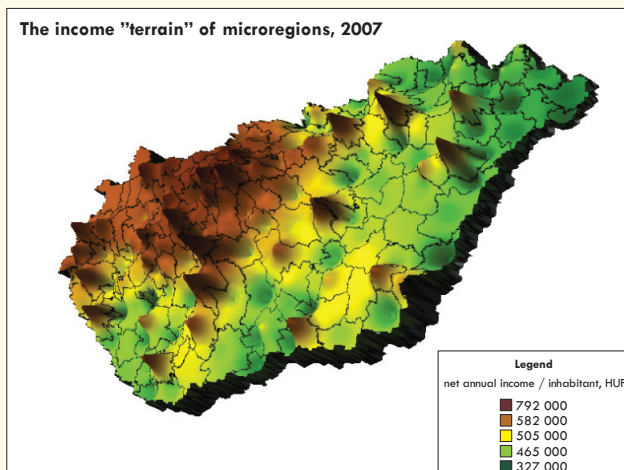 The income ”terrain” of microregions, 2007
Legend
net annual income / inhabitant, HUF
792 000
582 000
505 000
465 000
327 000